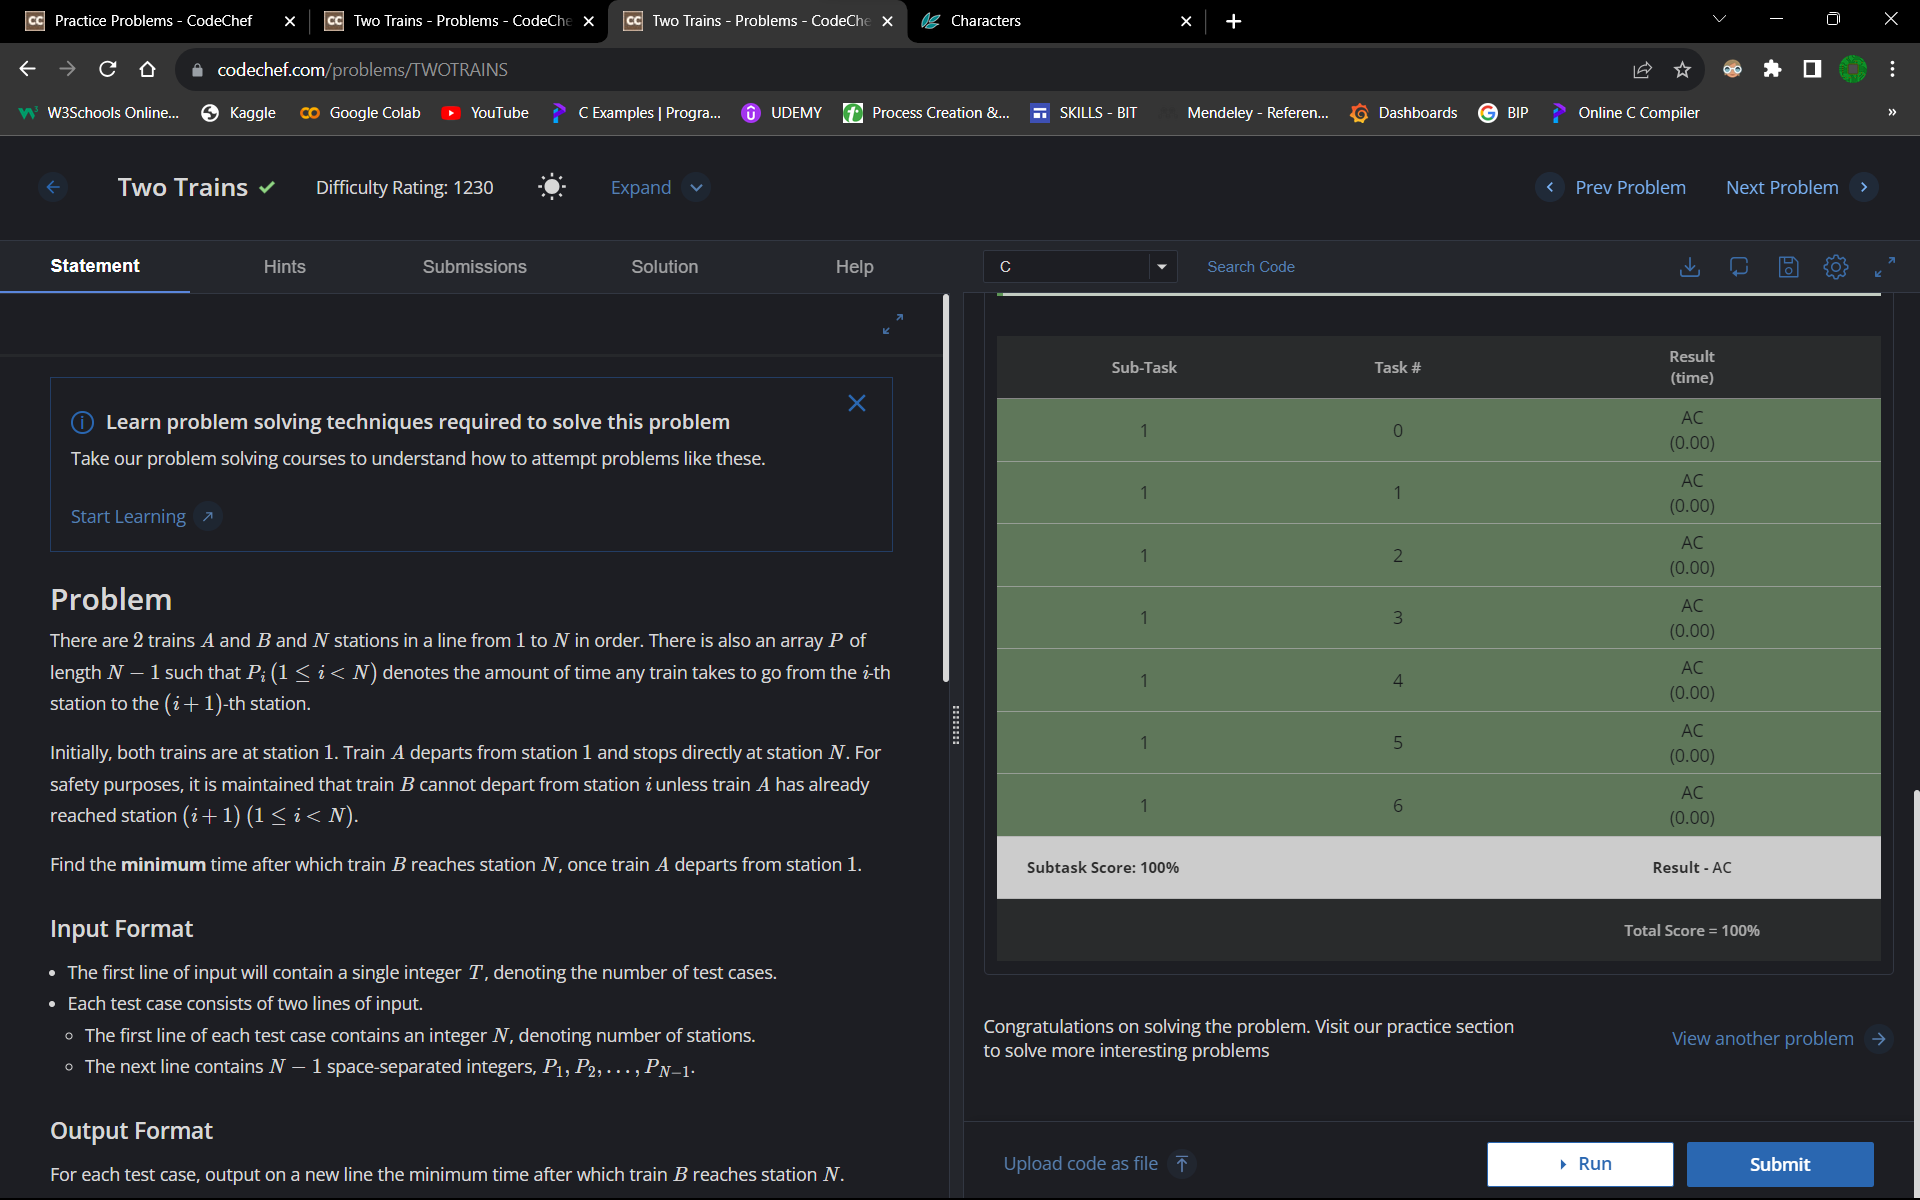 Practice Problems - CodeChef
Two Trains - Problems - CodeChe
Two Trains - Problems - CodeChe
Characters
codechef.com/problems/TWOTRAINS
W3Schools Online...
Kaggle
Google Colab
YouTube
C Examples | Progra...
UDEMY
Process Creation &...
SKILLS - BIT
Mendeley - Referen...
Dashboards
BIP
Online C Compiler
»
Two Trains
Difficulty Rating: 1230
Expand
Prev Problem
Next Problem
Statement
Hints
Submissions
Solution
Help
C
Search Code
Learn problem solving techniques required to solve this problem
Take our problem solving courses to understand how to attempt problems like these.
Start Learning
Problem
There are 2 trains A and B and N stations in a line from 1 to N in order. There is also an array P of
length N − 1 such that P_i (1 ≤ i < N) denotes the amount of time any train takes to go from the i-th
station to the (i + 1)-th station.
Initially, both trains are at station 1. Train A departs from station 1 and stops directly at station N. For
safety purposes, it is maintained that train B cannot depart from station i unless train A has already
reached station (i + 1) (1 ≤ i < N).
Find the minimum time after which train B reaches station N, once train A departs from station 1.
Input Format
• The first line of input will contain a single integer T, denoting the number of test cases.
• Each test case consists of two lines of input.
◦ The first line of each test case contains an integer N, denoting number of stations.
◦ The next line contains N − 1 space-separated integers, P_1, P_2, . . . , P_{N−1}.
Output Format
For each test case, output on a new line the minimum time after which train B reaches station N.
Sub-Task Task # Result
(time)
1 0 AC
(0.00)
1 1 AC
(0.00)
1 2 AC
(0.00)
1 3 AC
(0.00)
1 4 AC
(0.00)
1 5 AC
(0.00)
1 6 AC
(0.00)
Subtask Score: 100% Result - AC
Total Score = 100%
Congratulations on solving the problem. Visit our practice section
to solve more interesting problems
View another problem
Upload code as file
Run
Submit